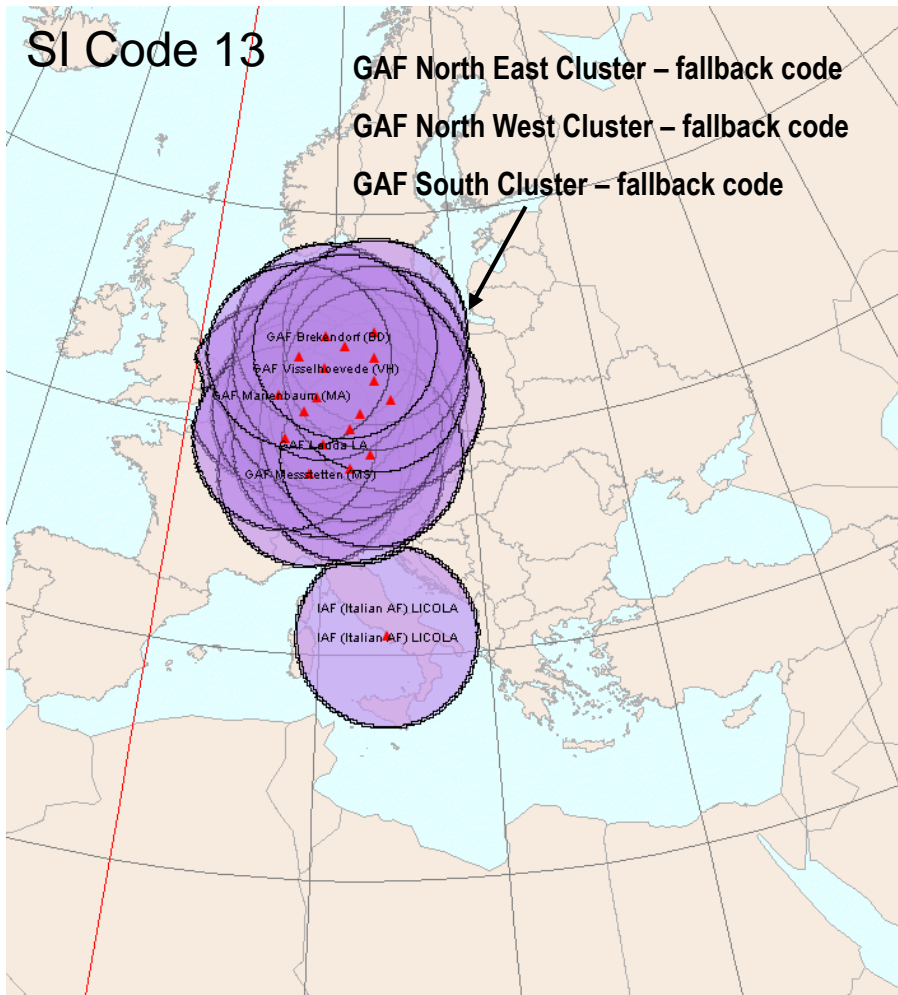 SI Code 13
GAF North East Cluster – fallback code
GAF North West Cluster – fallback code
GAF South Cluster – fallback code
GAF Brekendorf (BD)
GAF Visselhoevede (VH)
GAF Marienbaum (MA)
GAF Lauda LA
GAF Messtetten (MS)
IAF (Italian AF) LICOLA
IAF (Italian AF) LICOLA